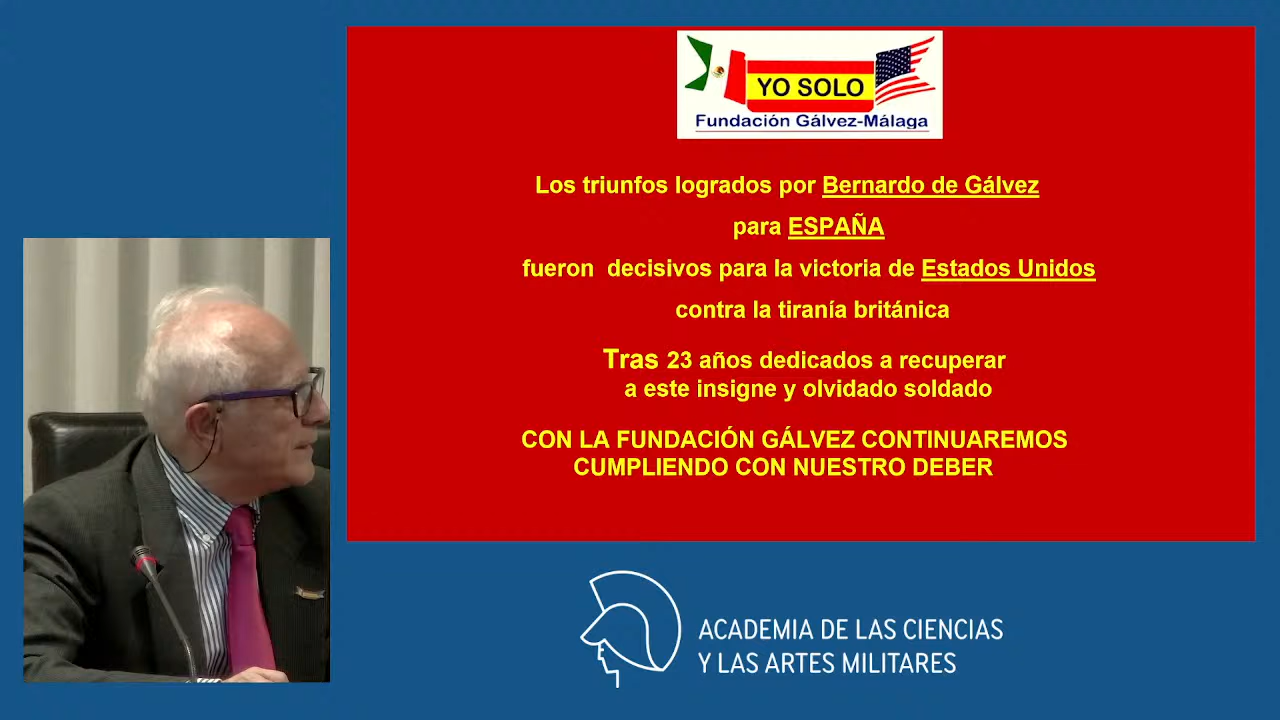 YO SOLO
Fundación Gálvez-Málaga
Los triunfos logrados por Bernardo de Gálvez
para ESPAÑA
fueron decisivos para la victoria de Estados Unidos
contra la tiranía británica
Tras 23 años dedicados a recuperar
a este insigne y olvidado soldado
CON LA FUNDACIÓN GÁLVEZ CONTINUAREMOS
CUMPLIENDO CON NUESTRO DEBER
ACADEMIA DE LAS CIENCIAS
Y LAS ARTES MILITARES